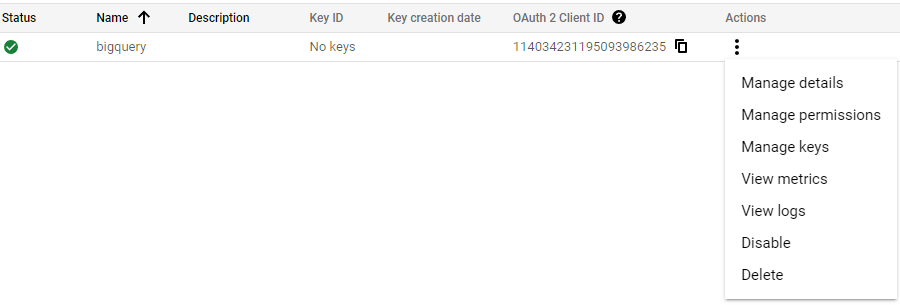 Status Name Description Key ID Key creation date OAuth 2 Client ID Actions
bigquery No keys 114034231195093986235
Manage details
Manage permissions
Manage keys
View metrics
View logs
Disable
Delete